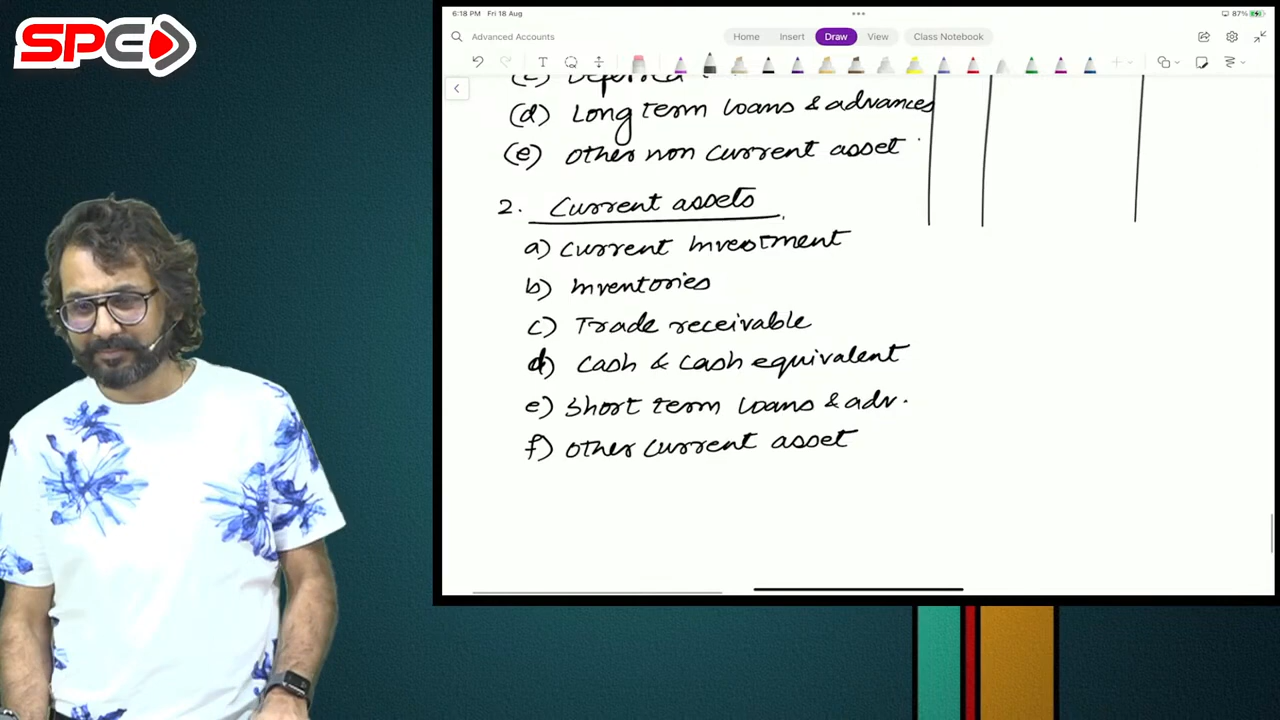 SPE
6:18 PM Fri 18 Aug
87%
Advanced Accounts
Home Insert Draw View Class Notebook
(d) Long term loans & advances
(e) Other non current asset
2. Current assets
a) Current Investment
b) Inventories
c) Trade receivable
d) Cash & Cash equivalent
e) Short term loans & adv.
f) Other current asset